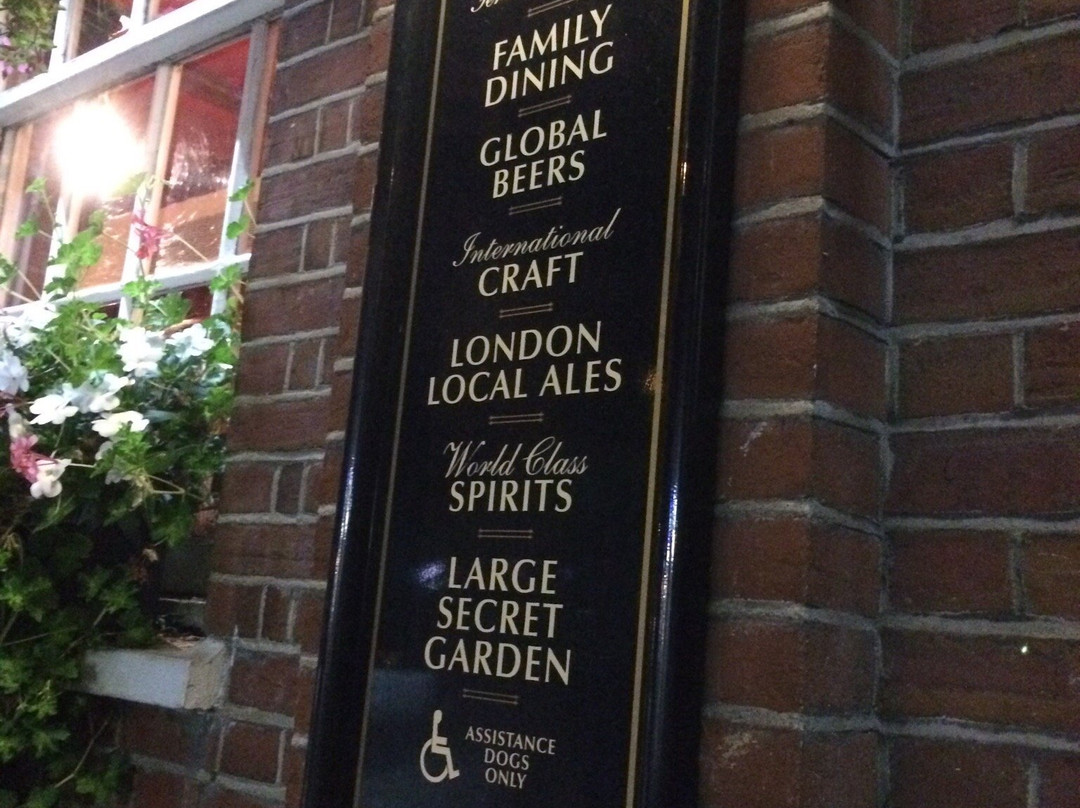 FAMILY
DINING
GLOBAL
BEERS
International
CRAFT
LONDON
LOCAL ALES
World Class
SPIRITS
LARGE
SECRET
GARDEN
ASSISTANCE
DOGS
ONLY